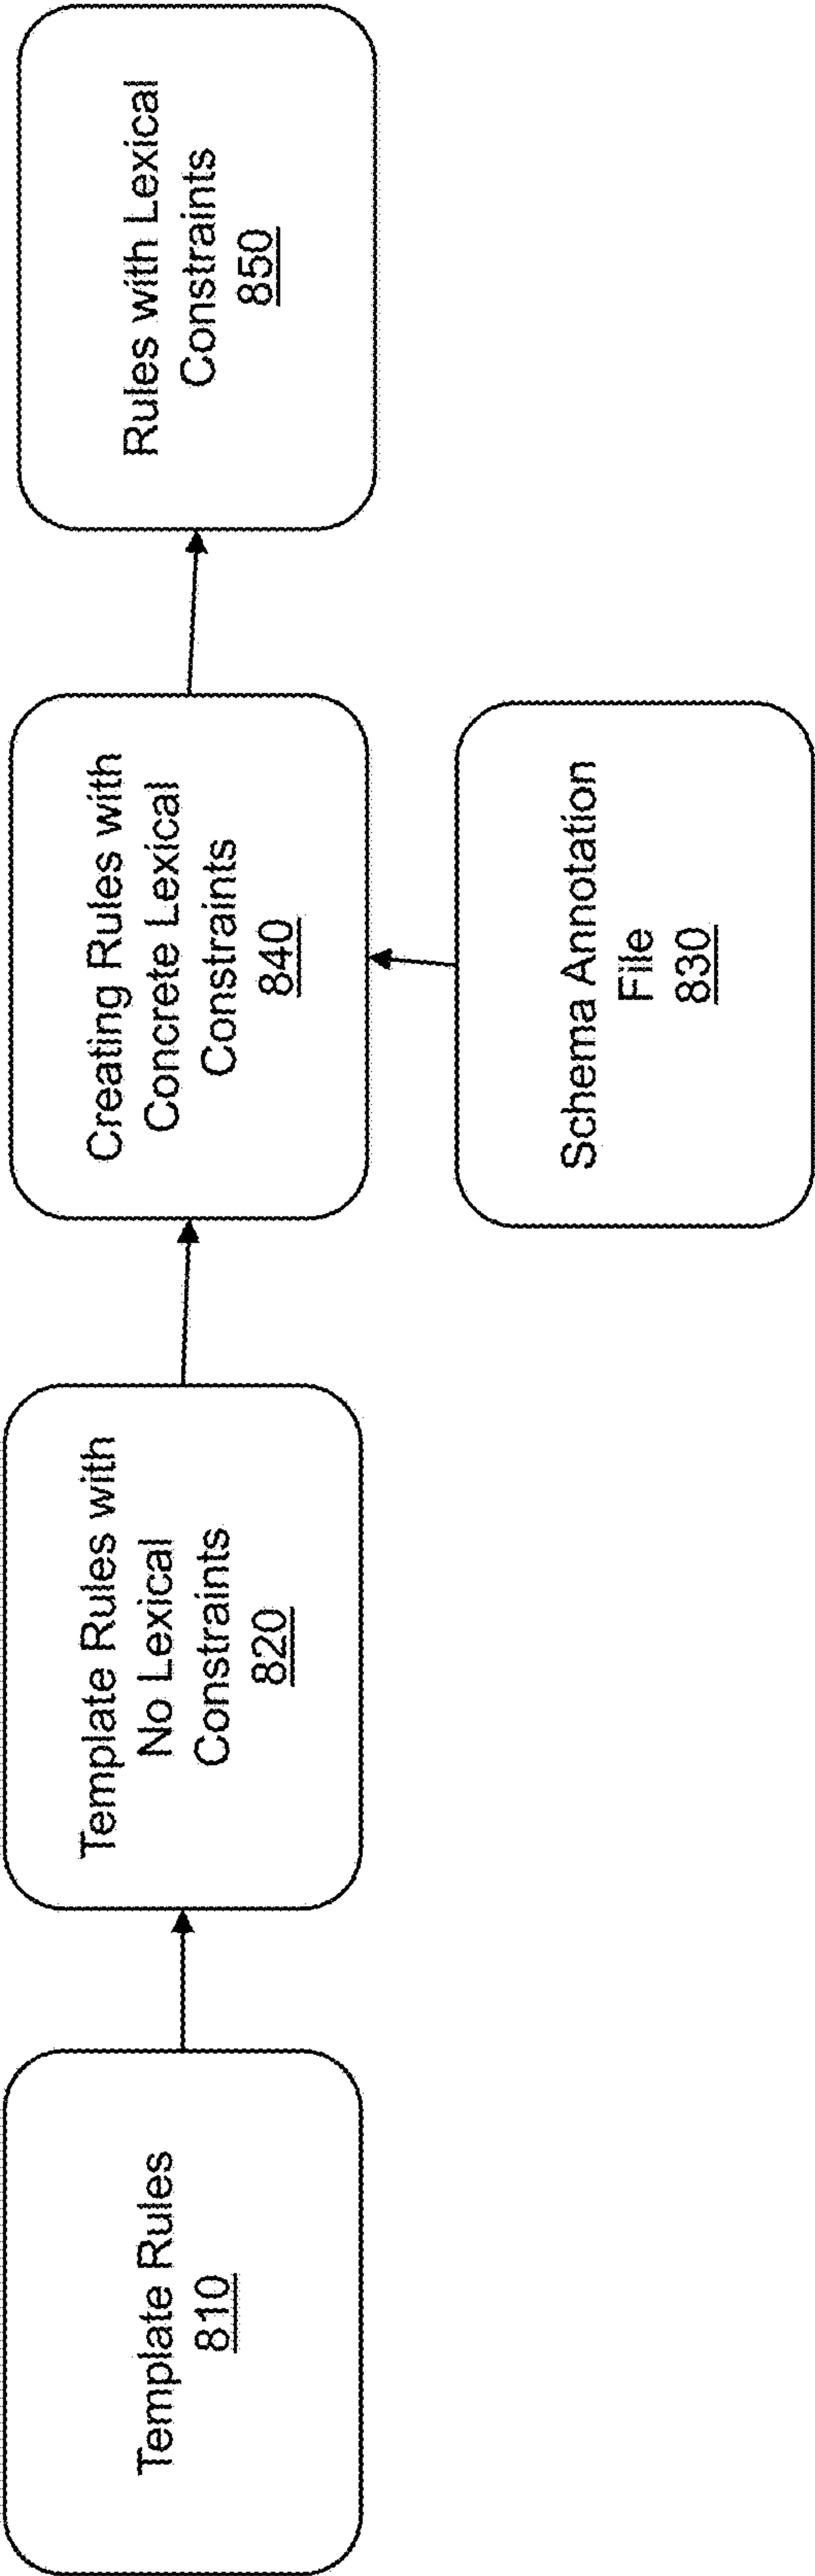 Template Rules
810
Template Rules with
No Lexical
Constraints
820
Creating Rules with
Concrete Lexical
Constraints
840
Rules with Lexical
Constraints
850
Schema Annotation
File
830